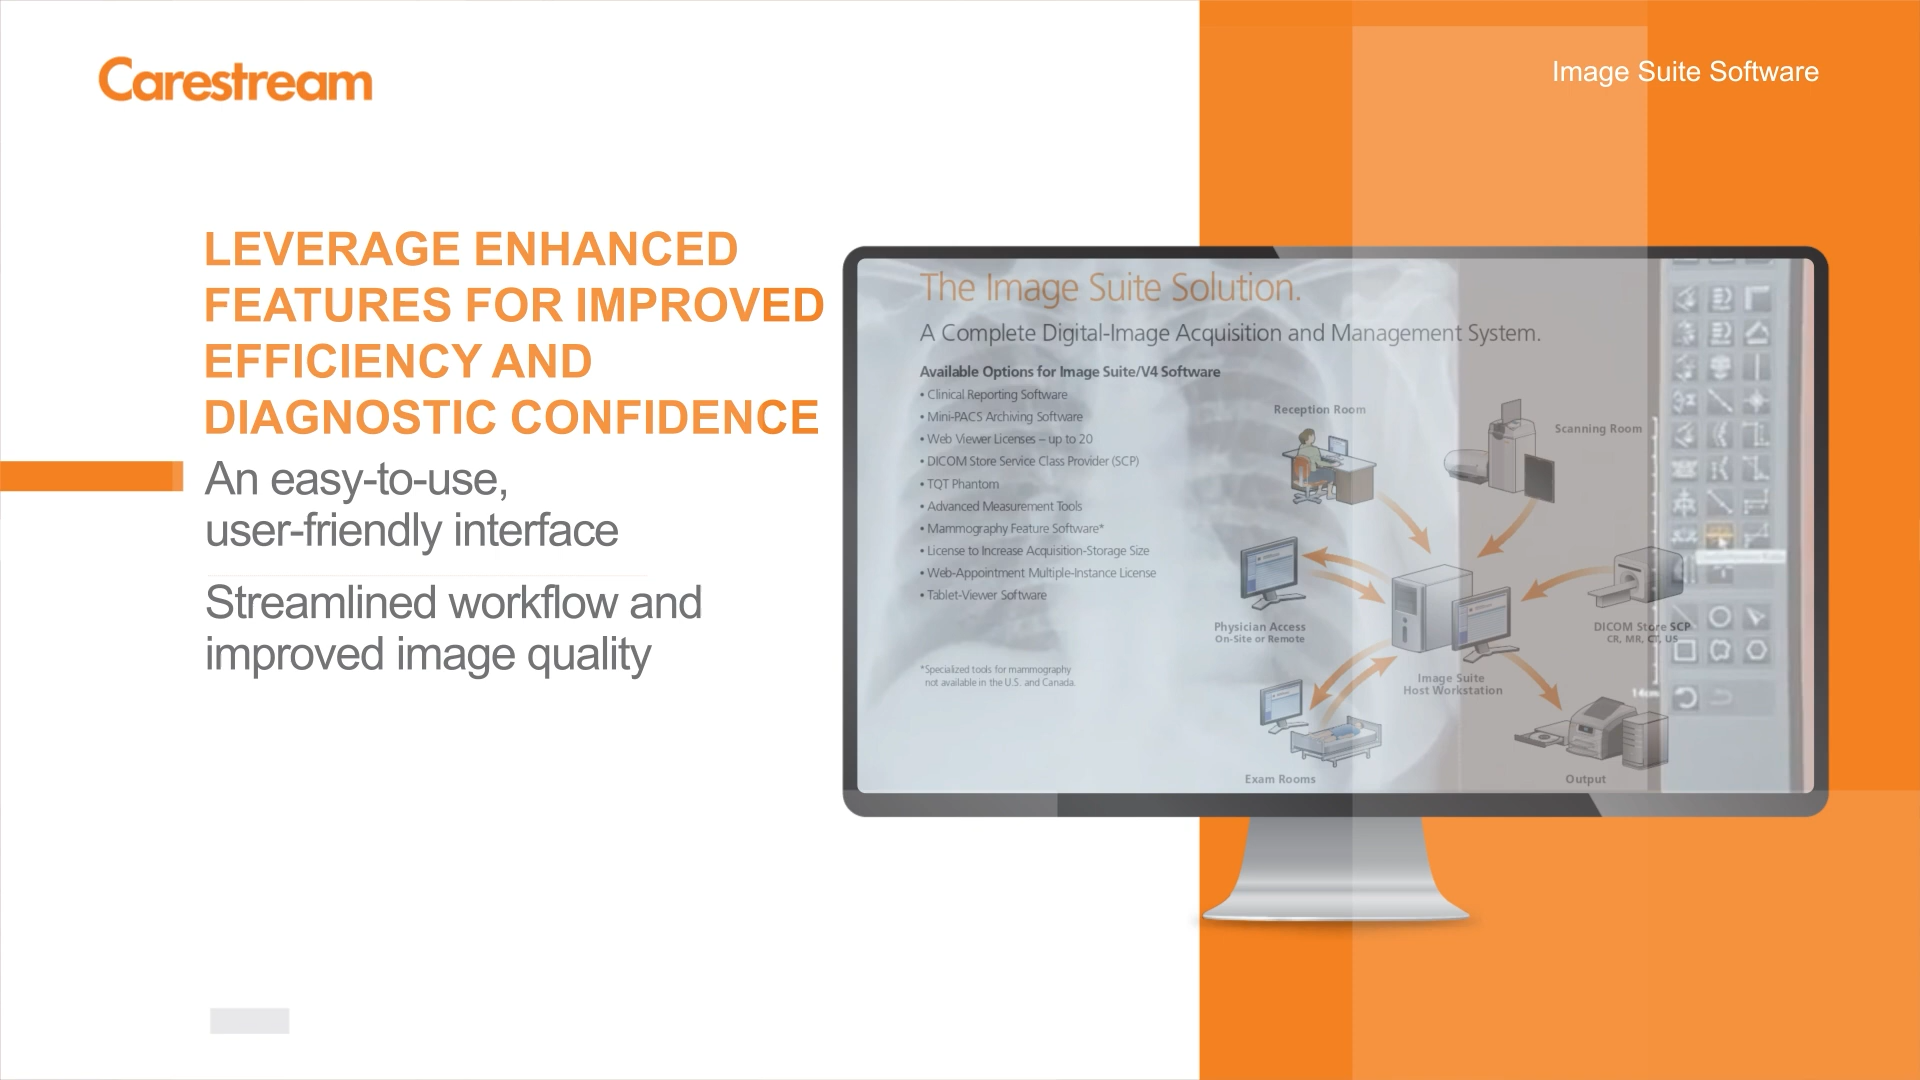 Carestream
Image Suite Software
LEVERAGE ENHANCED
FEATURES FOR IMPROVED
EFFICIENCY AND
DIAGNOSTIC CONFIDENCE
An easy-to-use,
user-friendly interface
Streamlined workflow and
improved image quality
The Image Suite Solution.
A Complete Digital-Image Acquisition and Management System.
Available Options for Image Suite/V4 Software
• Clinical Reporting Software
• Mini-PACS Archiving Software
• Web Viewer Licenses – up to 20
• DICOM Store Service Class Provider (SCP)
• TQT Phantom
• Advanced Measurement Tools
• Mammography Feature Software*
• License to Increase Acquisition-Storage Size
• Web-Appointment Multiple-Instance License
• Tablet-Viewer Software
*Specialized tools for mammography
not available in the U.S. and Canada.
Reception Room
Scanning Room
Physician Access
On-Site or Remote
DICOM Store SCP
CR, MR, CT, US
Image Suite
Host Workstation
14cm
Exam Rooms
Output